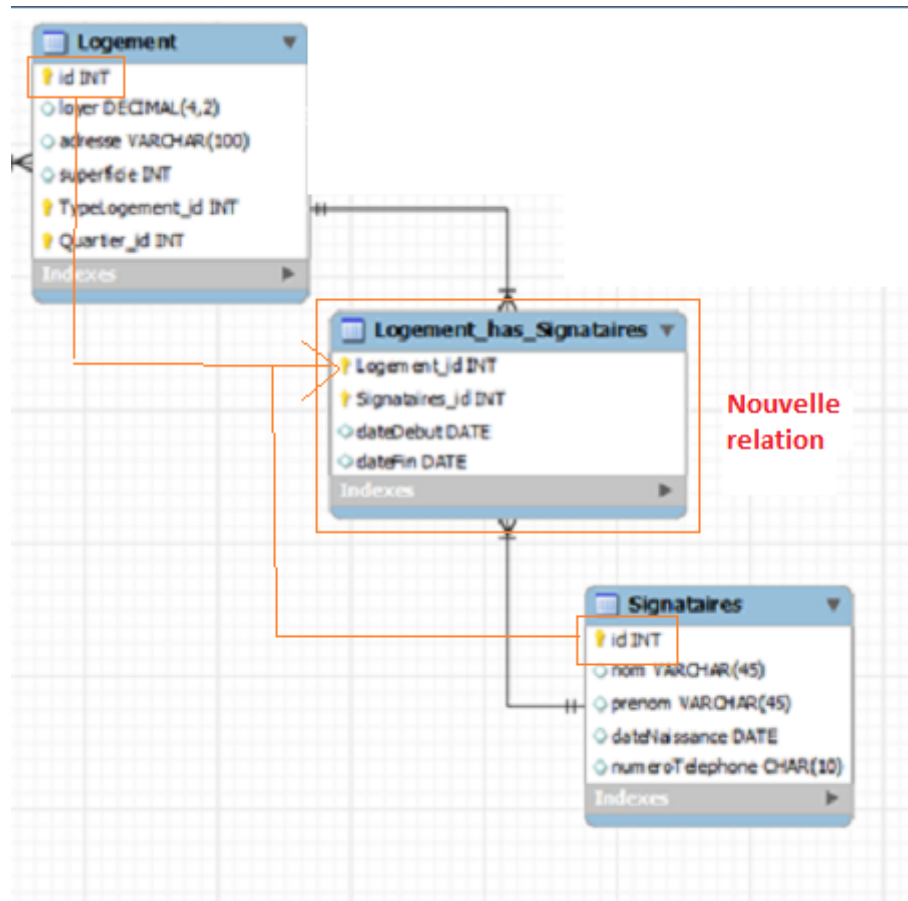 Logement
id INT
loyer DECIMAL(4,2)
adresse VARCHAR(100)
superficie INT
TypeLogement_id INT
Quartier_id INT
Indexes
Logement_has_Signataires
Logement_id INT
Signataires_id INT
dateDebut DATE
dateFin DATE
Indexes
Nouvelle
relation
Signataires
id INT
nom VARCHAR(45)
prenom VARCHAR(45)
dateNaissance DATE
numeroTelephone CHAR(10)
Indexes